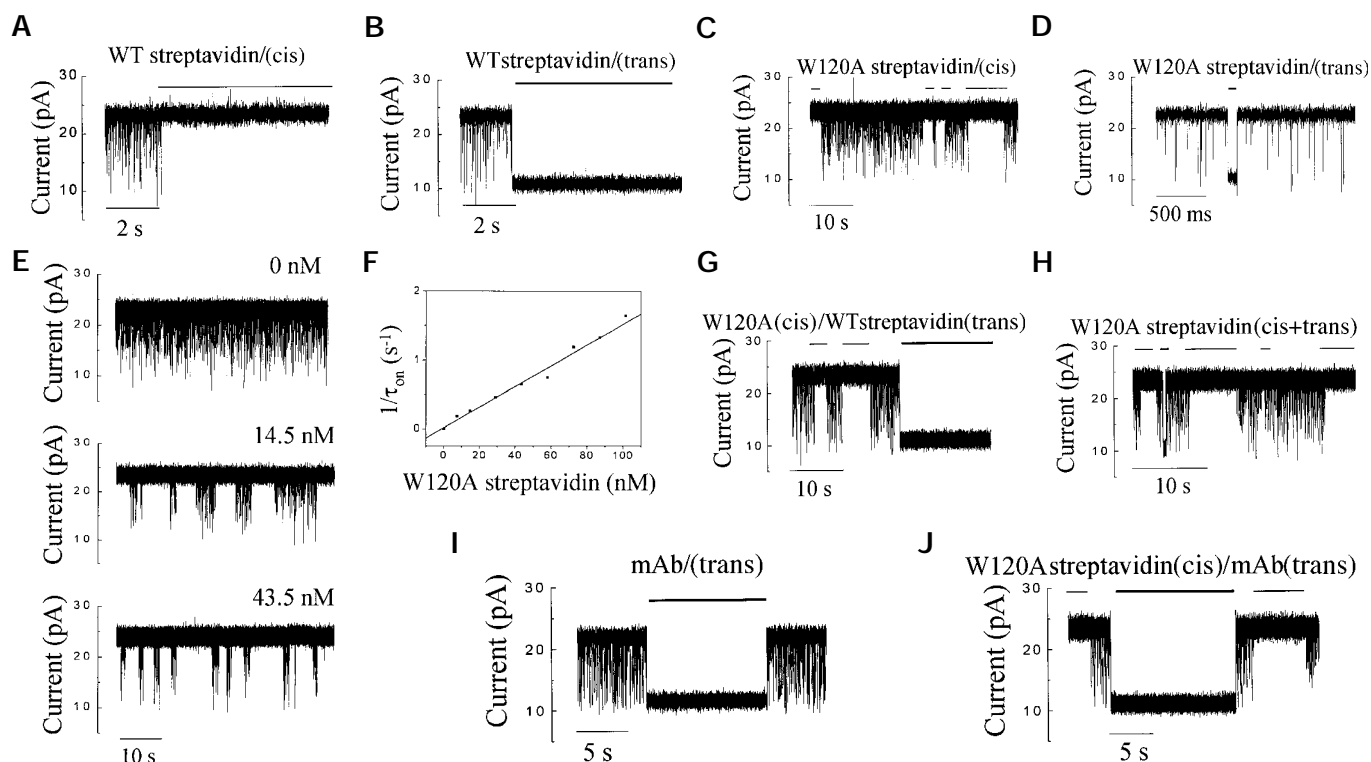 A
WT streptavidin/(cis)
30
20
10
Current (pA)
2 s
B
WTstreptavidin/(trans)
30
20
10
Current (pA)
2 s
C
W120A streptavidin/(cis)
30
20
10
Current (pA)
10 s
D
W120A streptavidin/(trans)
30
20
10
Current (pA)
500 ms
E
0 nM
30
20
10
Current (pA)
14.5 nM
30
20
10
Current (pA)
43.5 nM
30
20
10
Current (pA)
10 s
F
2
1
0
1/τon (s-1)
0 20 40 60 80 100
W120A streptavidin (nM)
G
W120A(cis)/WTstreptavidin(trans)
30
20
10
Current (pA)
10 s
H
W120A streptavidin(cis+trans)
30
20
10
Current (pA)
10 s
I
mAb/(trans)
30
20
10
Current (pA)
5 s
J
W120Astreptavidin(cis)/mAb(trans)
30
20
10
Current (pA)
5 s